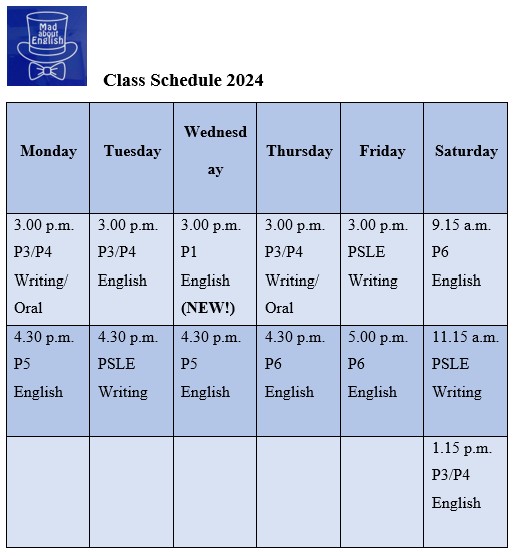 Mad
about
English
Class Schedule 2024
Monday
Tuesday
Wednesd
ay
Thursday
Friday
Saturday
3.00 p.m.
P3/P4
Writing/
Oral
3.00 p.m.
P3/P4
English
3.00 p.m.
P1
English
(NEW!)
3.00 p.m.
P3/P4
Writing/
Oral
3.00 p.m.
PSLE
Writing
9.15 a.m.
P6
English
4.30 p.m.
P5
English
4.30 p.m.
PSLE
Writing
4.30 p.m.
P5
English
4.30 p.m.
P6
English
5.00 p.m.
P6
English
11.15 a.m.
PSLE
Writing
1.15 p.m.
P3/P4
English